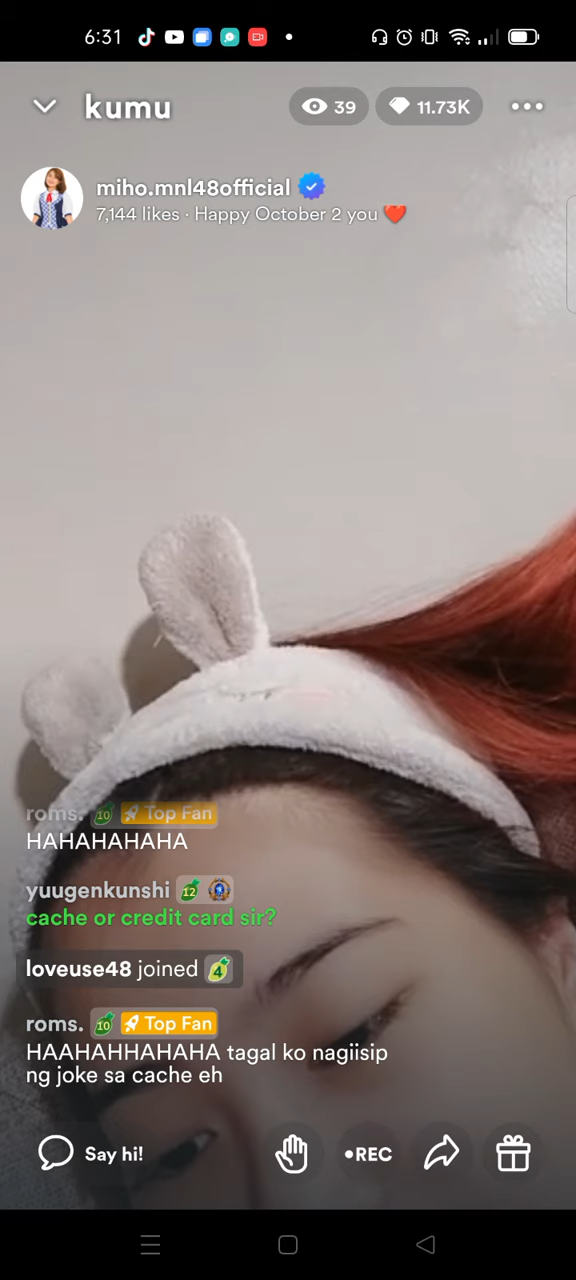 6:31
kumu
39
11.73K
miho.mnl48official
7,144 likes · Happy October 2 you ❤️
roms. 10 Top Fan
HAHAHAHAHA
yuugenkunshi 12
cache or credit card sir?
loveuse48 joined 4
roms. 10 Top Fan
HAAHAHHAHAHA tagal ko nagiisip
ng joke sa cache eh
Say hi!
•REC